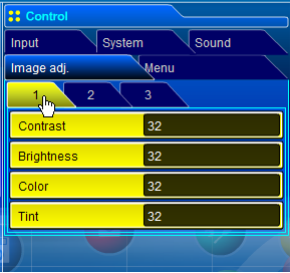 Control
Input System Sound
Image adj. Menu
1 2 3
Contrast 32
Brightness 32
Color 32
Tint 32